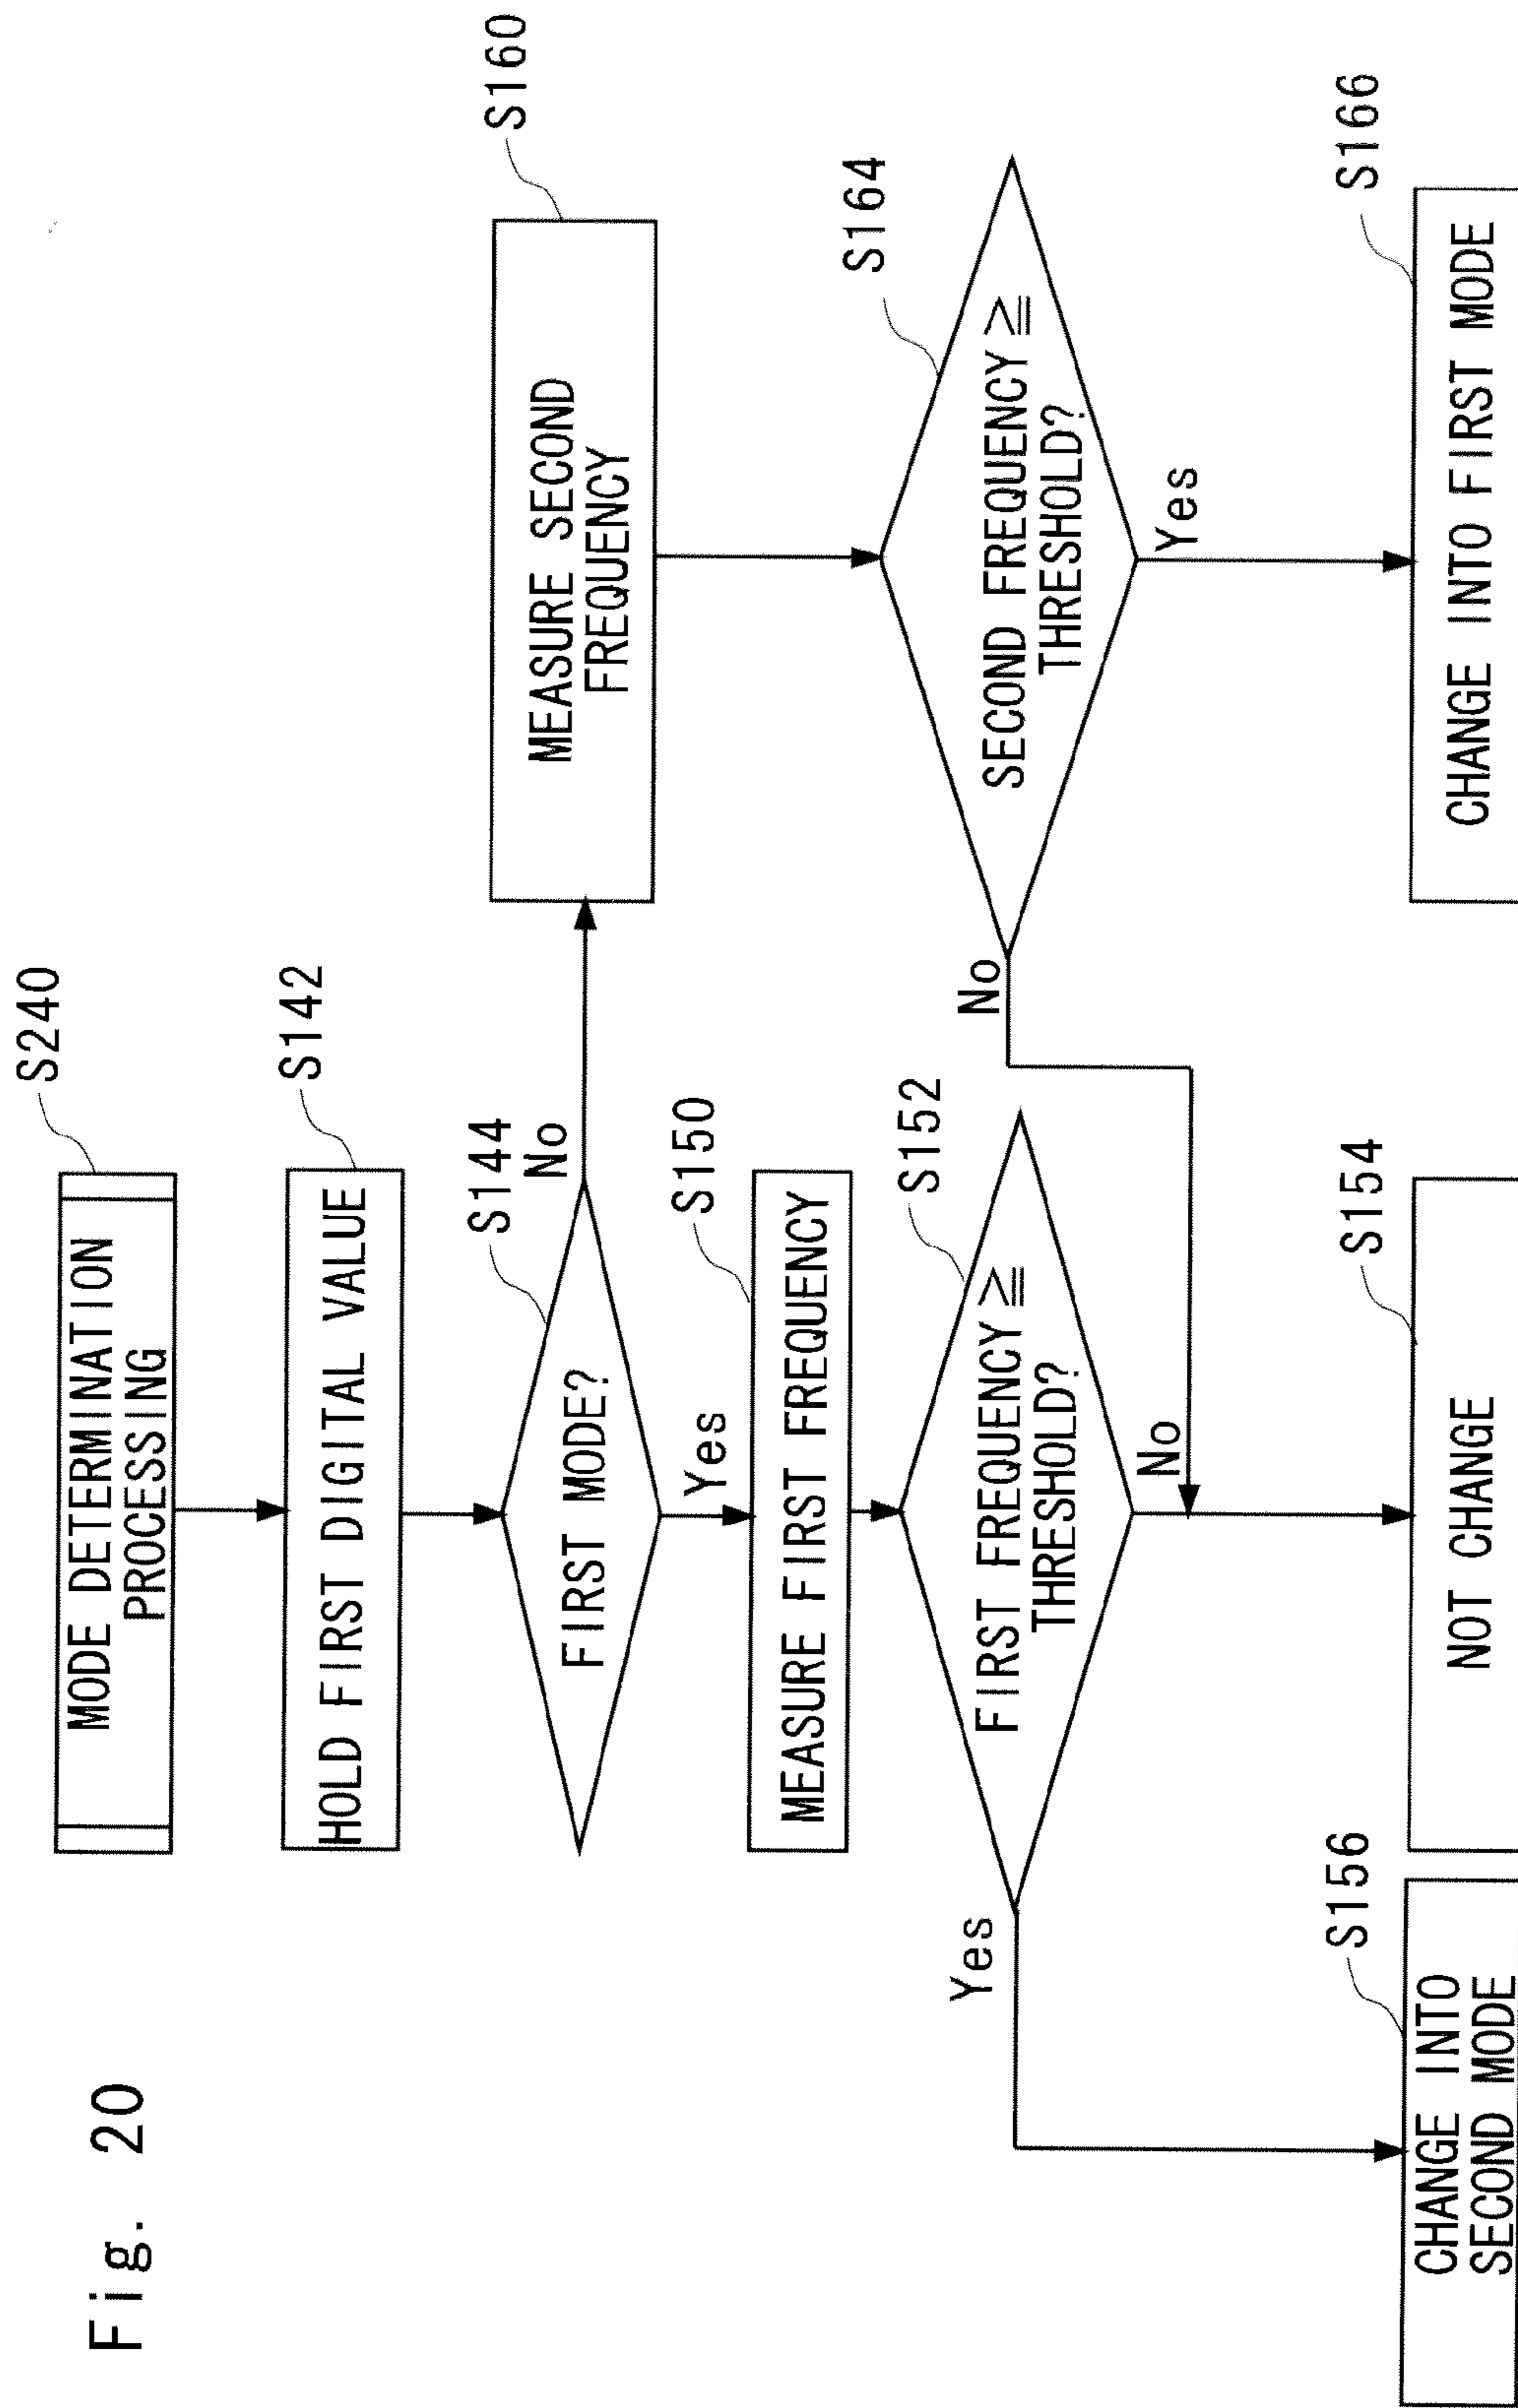 Fig. 20
S240
MODE DETERMINATION
PROCESSING
S142
HOLD FIRST DIGITAL VALUE
S144
FIRST MODE?
No
Yes
S150
MEASURE FIRST FREQUENCY
S160
MEASURE SECOND
FREQUENCY
S152
FIRST FREQUENCY ≧
THRESHOLD?
Yes
No
S164
SECOND FREQUENCY ≧
THRESHOLD?
No
Yes
S156
CHANGE INTO
SECOND MODE
S154
NOT CHANGE
S166
CHANGE INTO FIRST MODE